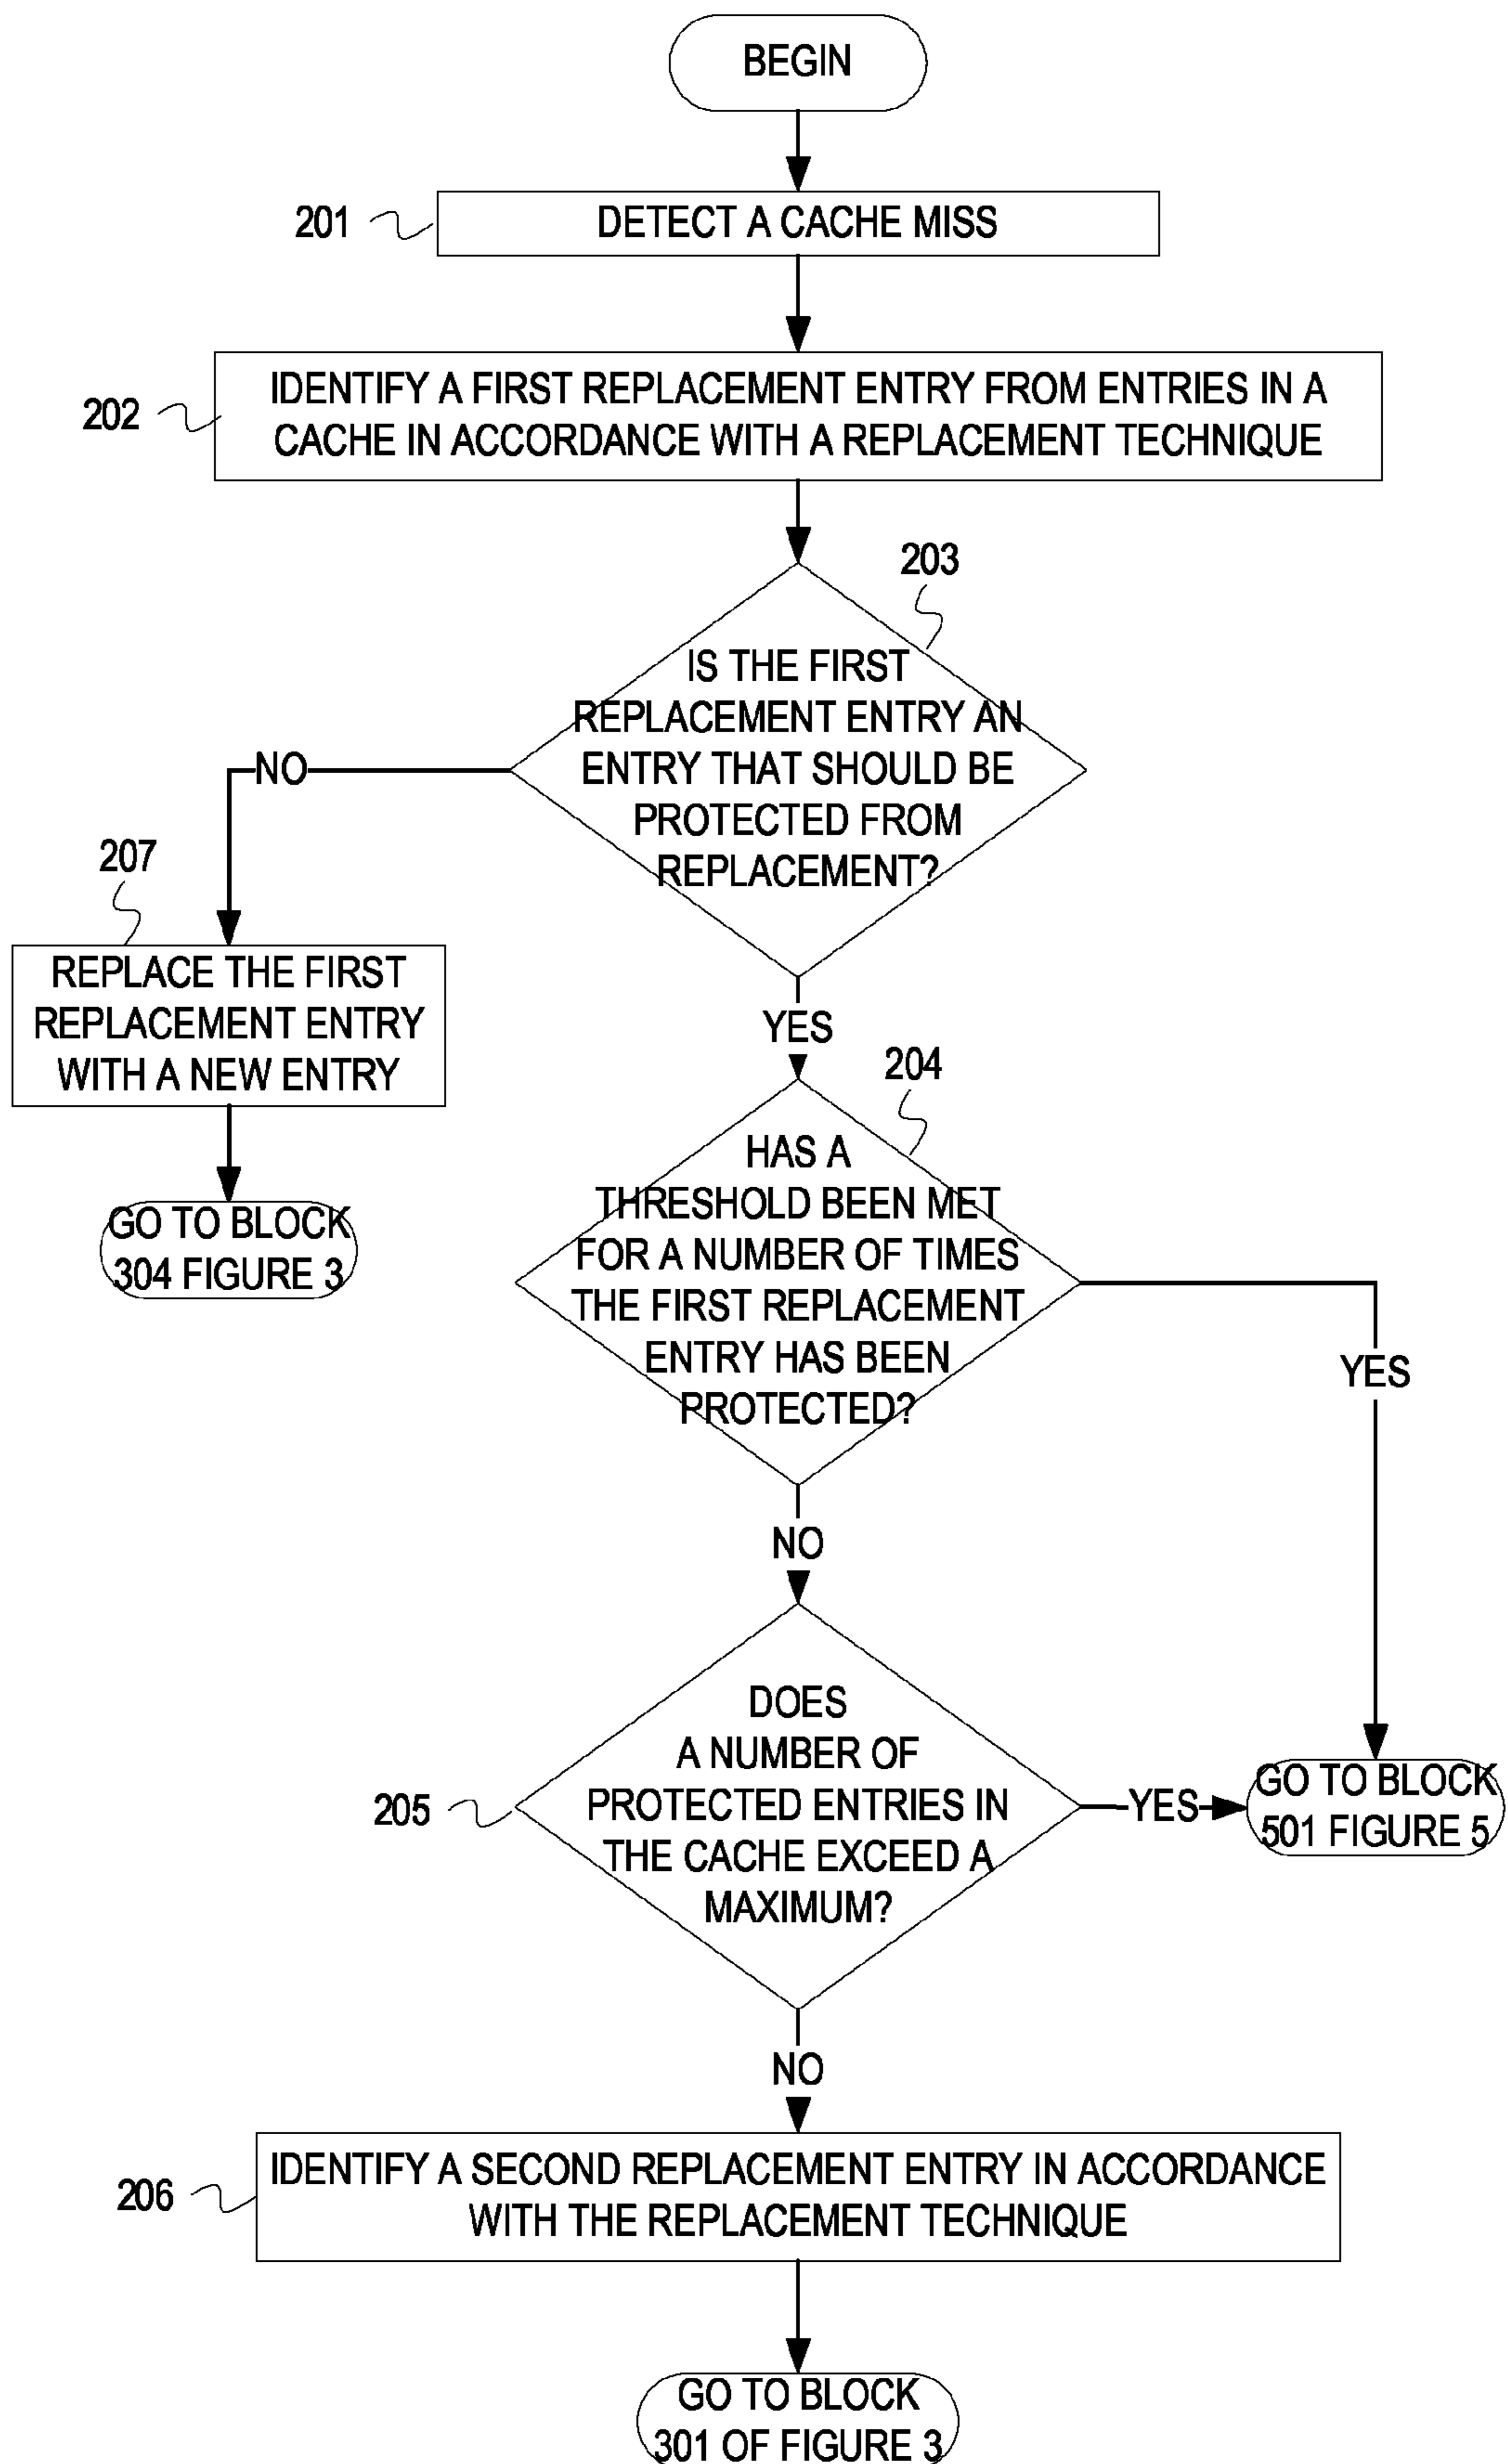 BEGIN
201
DETECT A CACHE MISS
202
IDENTIFY A FIRST REPLACEMENT ENTRY FROM ENTRIES IN A
CACHE IN ACCORDANCE WITH A REPLACEMENT TECHNIQUE
203
IS THE FIRST
REPLACEMENT ENTRY AN
ENTRY THAT SHOULD BE
PROTECTED FROM
REPLACEMENT?
NO
207
REPLACE THE FIRST
REPLACEMENT ENTRY
WITH A NEW ENTRY
GO TO BLOCK
304 FIGURE 3
YES
204
HAS A
THRESHOLD BEEN MET
FOR A NUMBER OF TIMES
THE FIRST REPLACEMENT
ENTRY HAS BEEN
PROTECTED?
YES
NO
205
DOES
A NUMBER OF
PROTECTED ENTRIES IN
THE CACHE EXCEED A
MAXIMUM?
YES
GO TO BLOCK
501 FIGURE 5
NO
206
IDENTIFY A SECOND REPLACEMENT ENTRY IN ACCORDANCE
WITH THE REPLACEMENT TECHNIQUE
GO TO BLOCK
301 OF FIGURE 3